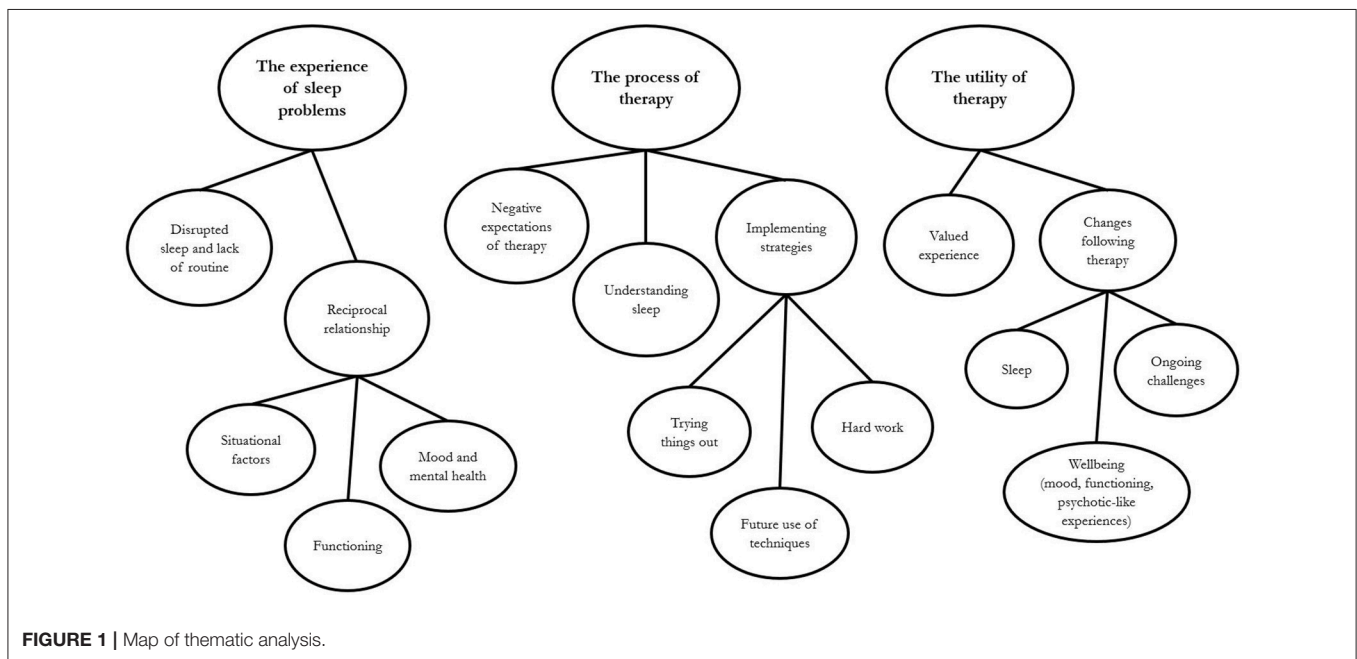 The experience
of sleep
problems
The process of
therapy
The utility of
therapy
Disrupted
sleep and lack
of routine
Reciprocal
relationship
Situational
factors
Functioning
Mood and
mental health
Negative
expectations
of therapy
Understanding
sleep
Implementing
strategies
Trying
things out
Future use of
techniques
Hard work
Valued
experience
Changes
following
therapy
Sleep
Wellbeing
(mood, functioning,
psychotic-like
experiences)
Ongoing
challenges
FIGURE 1 | Map of thematic analysis.